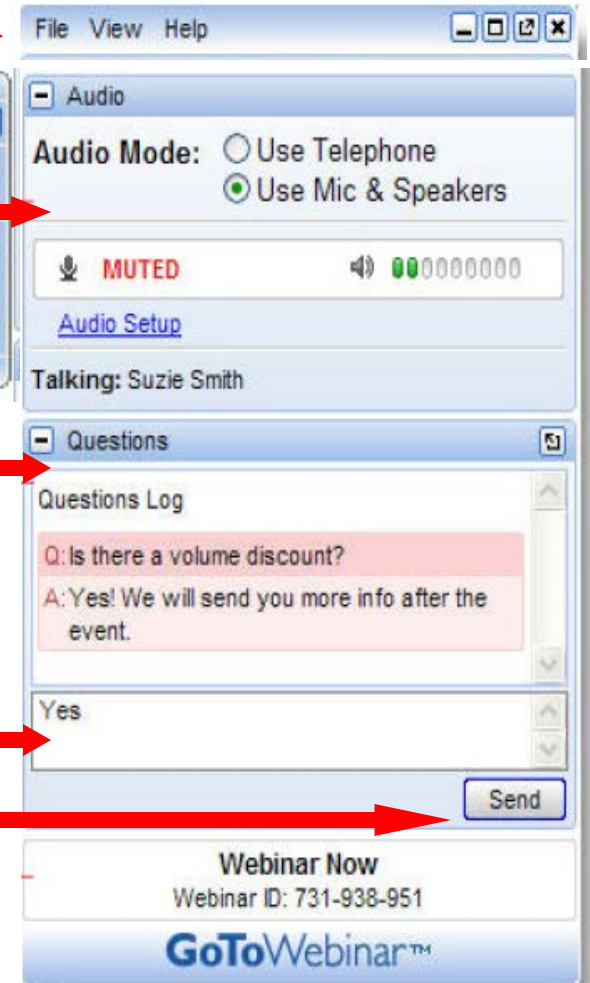 File View Help
Audio
Audio Mode: Use Telephone
Use Mic & Speakers
MUTED
Audio Setup
Talking: Suzie Smith
Questions
Questions Log
Q: Is there a volume discount?
A: Yes! We will send you more info after the
event.
Yes
Send
Webinar Now
Webinar ID: 731-938-951
GoToWebinar™